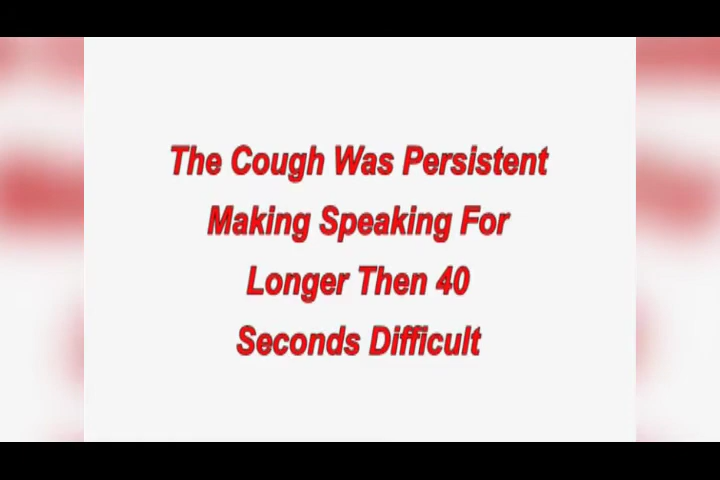 The Cough Was Persistent
Making Speaking For
Longer Then 40
Seconds Difficult